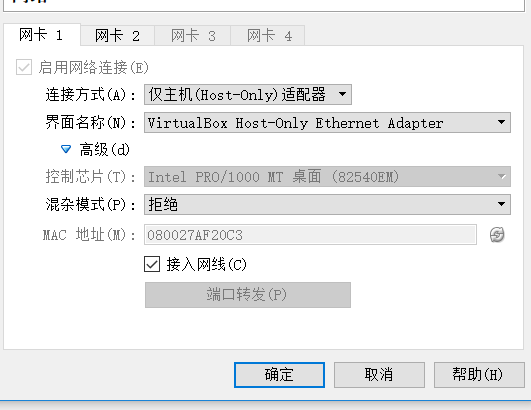 网卡 1 网卡 2 网卡 3 网卡 4
启用网络连接(E)
连接方式(A): 仅主机(Host-Only)适配器
界面名称(N): VirtualBox Host-Only Ethernet Adapter
高级(d)
控制芯片(T): Intel PRO/1000 MT 桌面 (82540EM)
混杂模式(P): 拒绝
MAC 地址(M): 080027AF20C3
接入网线(C)
端口转发(P)
确定 取消 帮助(H)